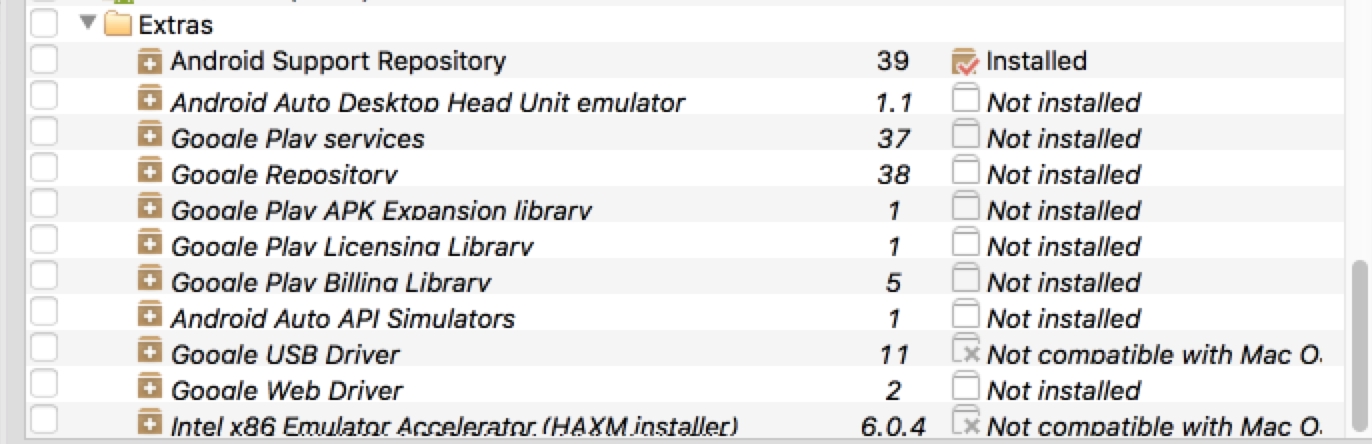 Extras
Android Support Repository 39 Installed
Android Auto Desktop Head Unit emulator 1.1 Not installed
Google Play services 37 Not installed
Google Repository 38 Not installed
Google Play APK Expansion library 1 Not installed
Google Play Licensing Library 1 Not installed
Google Play Billing Library 5 Not installed
Android Auto API Simulators 1 Not installed
Google USB Driver 11 Not compatible with Mac O
Google Web Driver 2 Not installed
Intel x86 Emulator Accelerator (HAXM installer) 6.0.4 Not compatible with Mac O